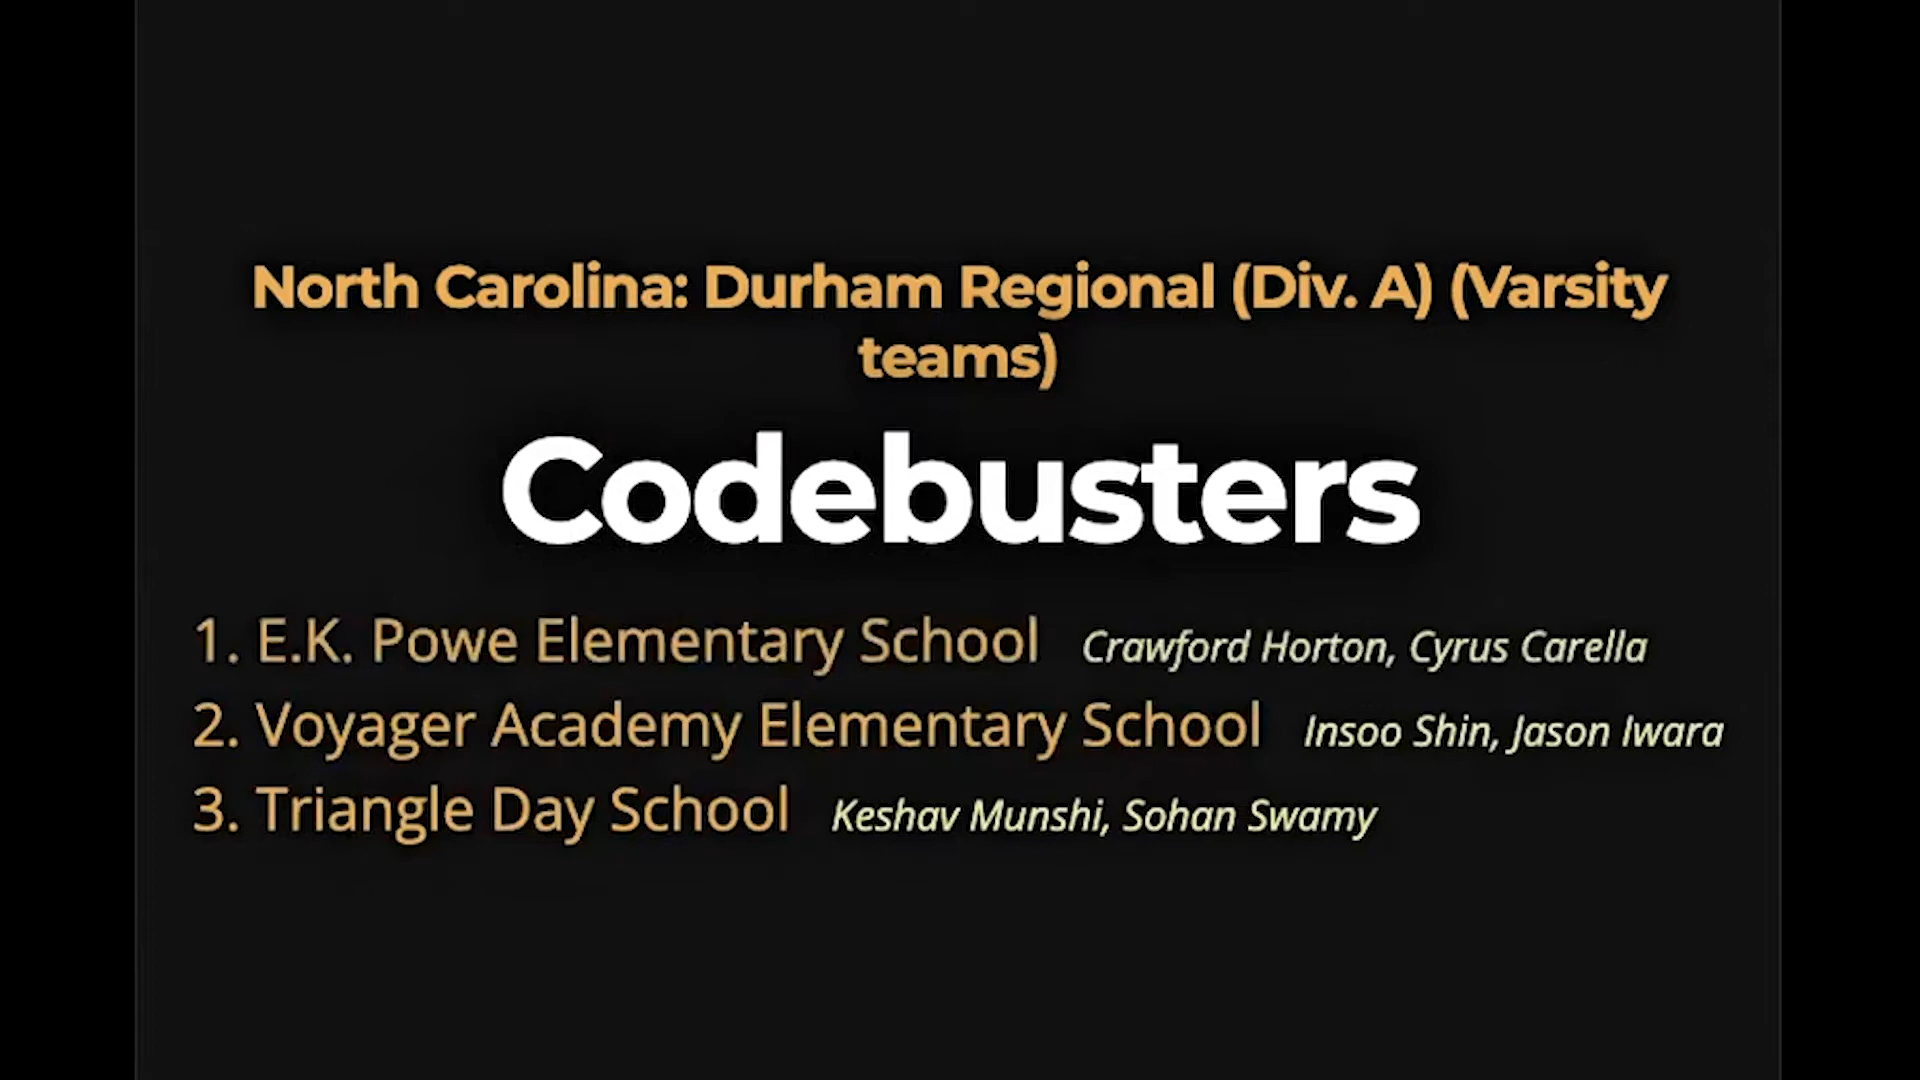 North Carolina: Durham Regional (Div. A) (Varsity
teams)
Codebusters
1. E.K. Powe Elementary School Crawford Horton, Cyrus Carella
2. Voyager Academy Elementary School Insoo Shin, Jason Iwara
3. Triangle Day School Keshav Munshi, Sohan Swamy